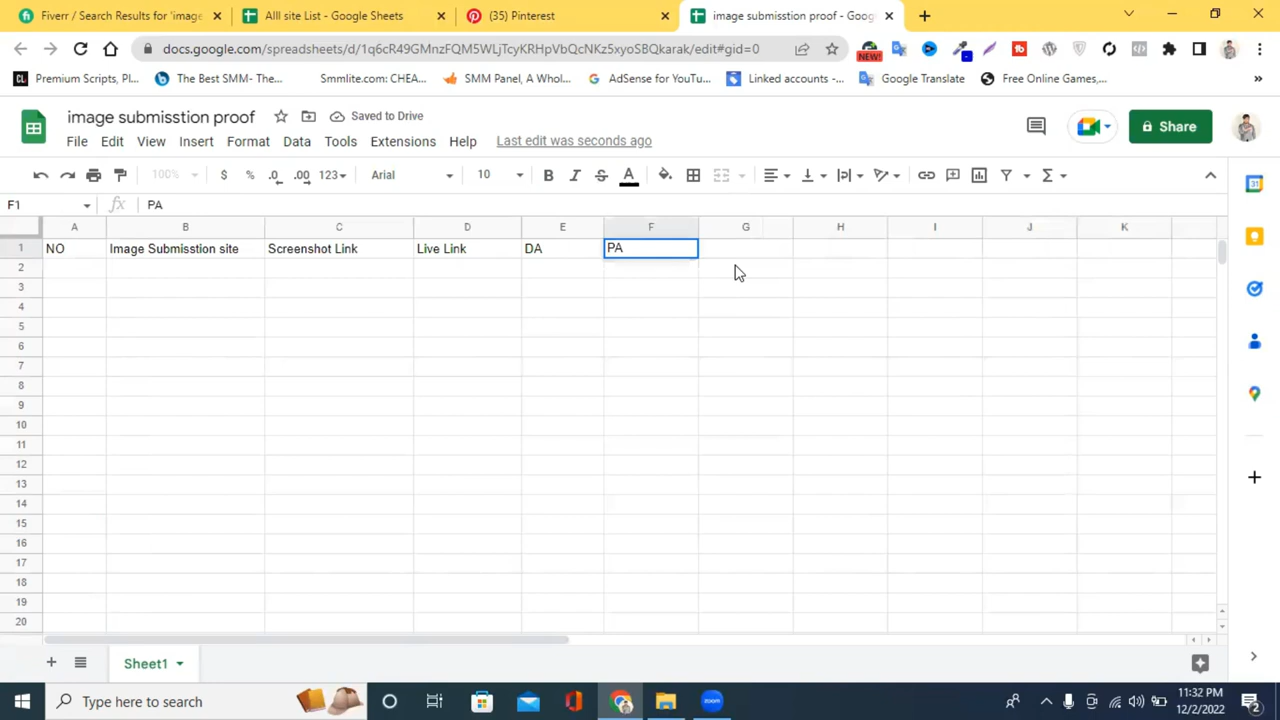 Fiverr / Search Results for 'image
Alll site List - Google Sheets
(35) Pinterest
image submisstion proof - Goog
docs.google.com/spreadsheets/d/1q6cR49GMnzFQM5WLjTcyKRHpVbQcNKz5xyoSBQkarak/edit#gid=0
NEW!
Premium Scripts, Pl...
The Best SMM- The...
Smmlite.com: CHEA...
SMM Panel, A Whol...
AdSense for YouTu...
Linked accounts -...
Google Translate
Free Online Games,...
image submisstion proof
Saved to Drive
Share
File Edit View Insert Format Data Tools Extensions Help Last edit was seconds ago
100% $ % .0 .00 123 Arial 10
F1 PA
A B C D E F G H I J K
1 NO Image Submisstion site Screenshot Link Live Link DA PA
2
3
4
5
6
7
8
9
10
11
12
13
14
15
16
17
18
19
20
Sheet1
Type here to search
11:32 PM
12/2/2022
2